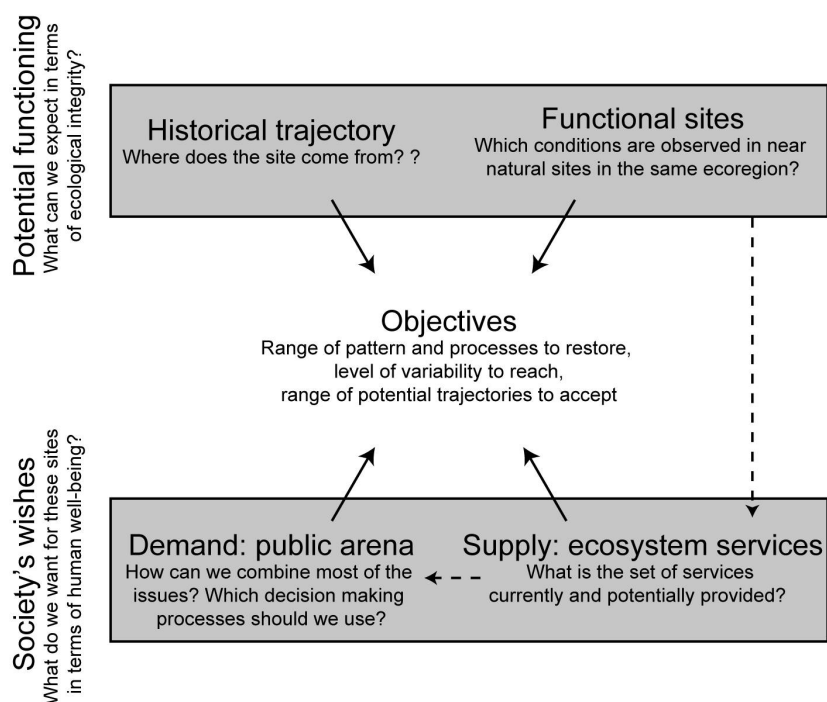 Potential functioning
What can we expect in terms
of ecological integrity?
Historical trajectory
Where does the site come from? ?
Functional sites
Which conditions are observed in near
natural sites in the same ecoregion?
Objectives
Range of pattern and processes to restore,
level of variability to reach,
range of potential trajectories to accept
Society's wishes
What do we want for these sites
in terms of human well-being?
Demand: public arena
How can we combine most of the
issues? Which decision making
processes should we use?
Supply: ecosystem services
What is the set of services
currently and potentially provided?